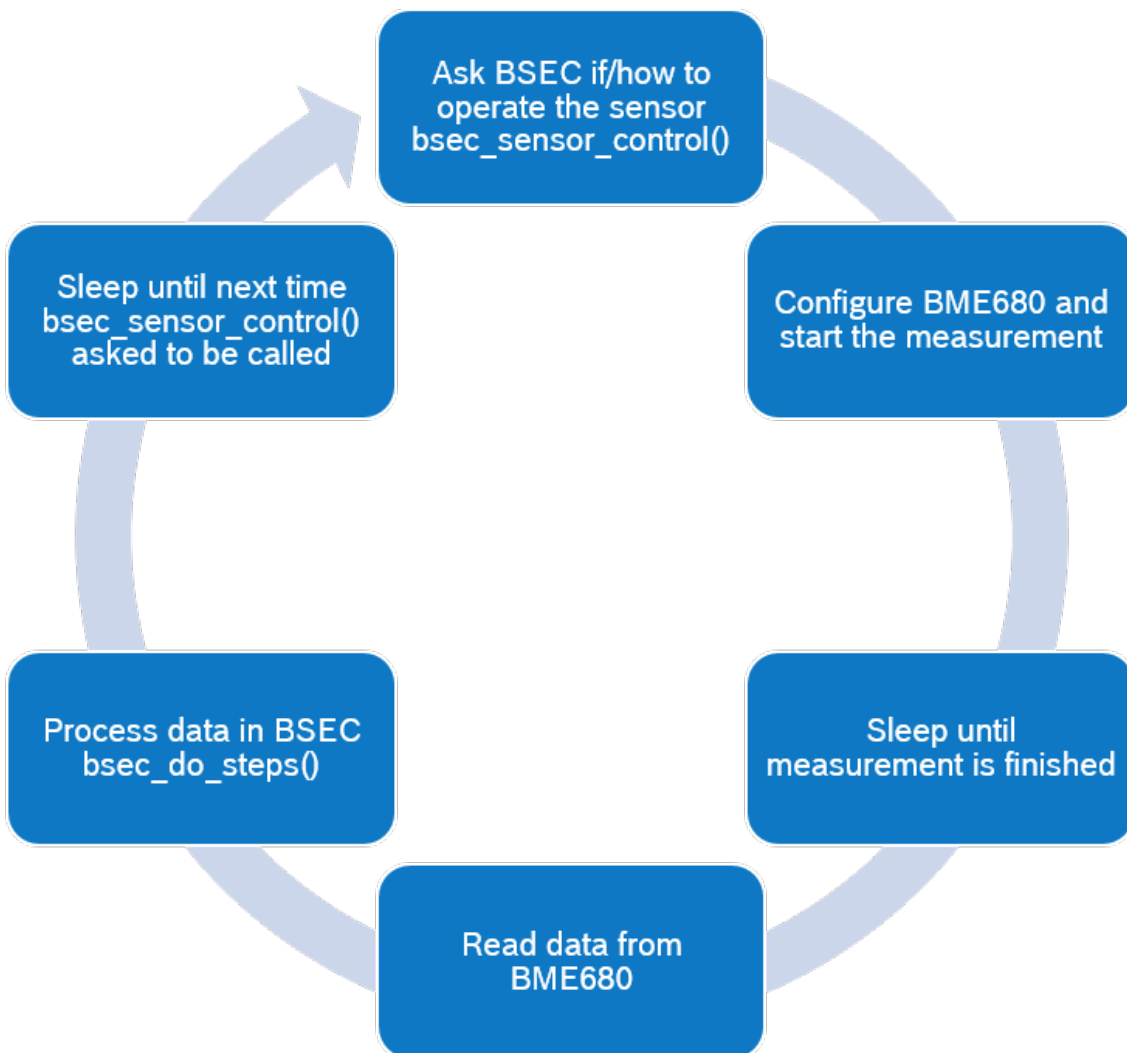 Ask BSEC if/how to
operate the sensor
bsec_sensor_control()
Configure BME680 and
start the measurement
Sleep until
measurement is finished
Read data from
BME680
Process data in BSEC
bsec_do_steps()
Sleep until next time
bsec_sensor_control()
asked to be called